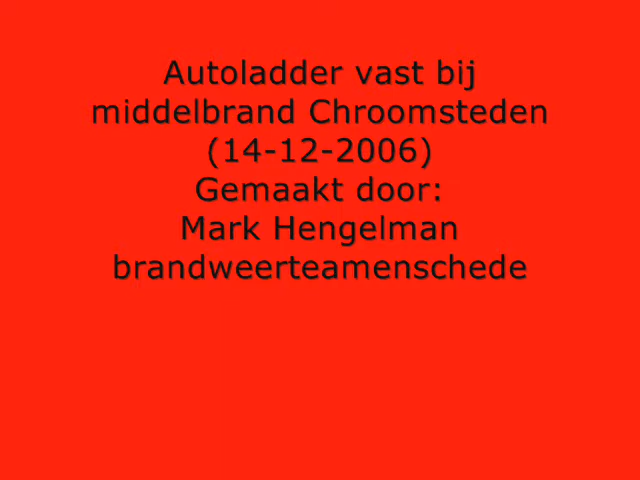 Autoladder vast bij
middelbrand Chroomsteden
(14-12-2006)
Gemaakt door:
Mark Hengelman
brandweerteamenschede